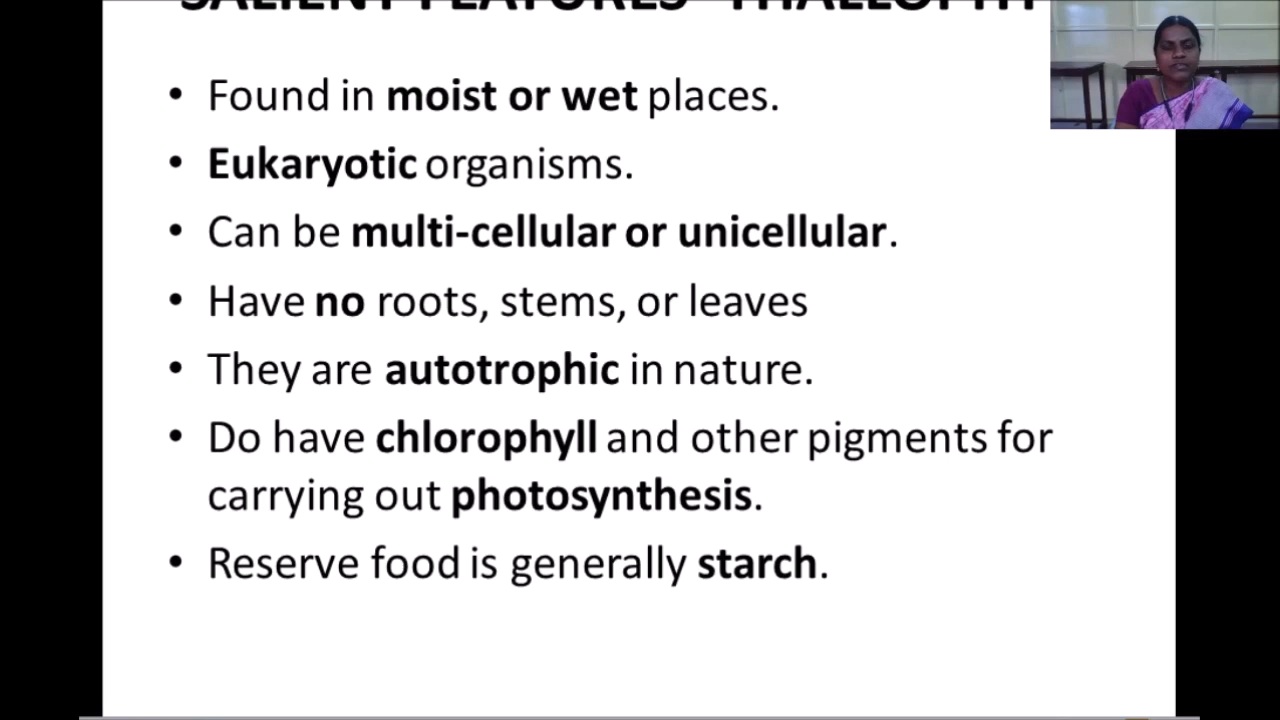 SALIENT FEATURES
• Found in moist or wet places.
• Eukaryotic organisms.
• Can be multi-cellular or unicellular.
• Have no roots, stems, or leaves
• They are autotrophic in nature.
• Do have chlorophyll and other pigments for
carrying out photosynthesis.
• Reserve food is generally starch.